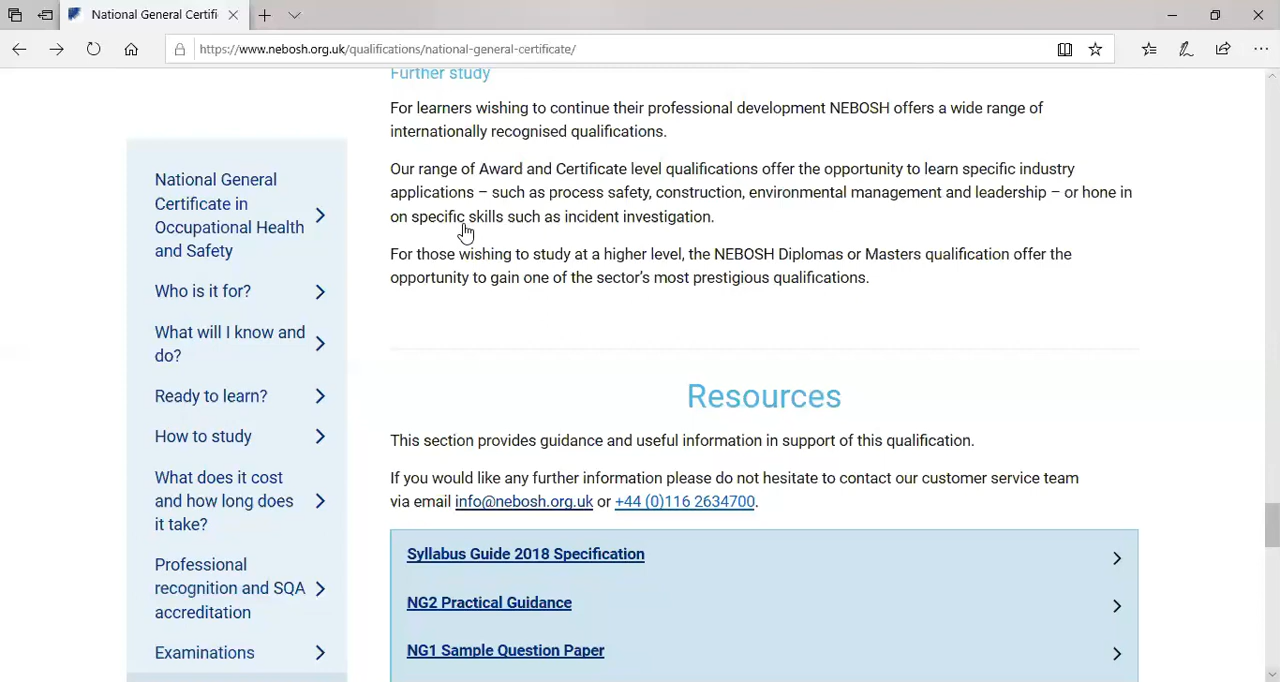 National General Certifi
https://www.nebosh.org.uk/qualifications/national-general-certificate/
National General
Certificate in
Occupational Health
and Safety
Who is it for?
What will I know and
do?
Ready to learn?
How to study
What does it cost
and how long does
it take?
Professional
recognition and SQA
accreditation
Examinations
Further study
For learners wishing to continue their professional development NEBOSH offers a wide range of
internationally recognised qualifications.
Our range of Award and Certificate level qualifications offer the opportunity to learn specific industry
applications – such as process safety, construction, environmental management and leadership – or hone in
on specific skills such as incident investigation.
For those wishing to study at a higher level, the NEBOSH Diplomas or Masters qualification offer the
opportunity to gain one of the sector's most prestigious qualifications.
Resources
This section provides guidance and useful information in support of this qualification.
If you would like any further information please do not hesitate to contact our customer service team
via email info@nebosh.org.uk or +44 (0)116 2634700.
Syllabus Guide 2018 Specification
NG2 Practical Guidance
NG1 Sample Question Paper